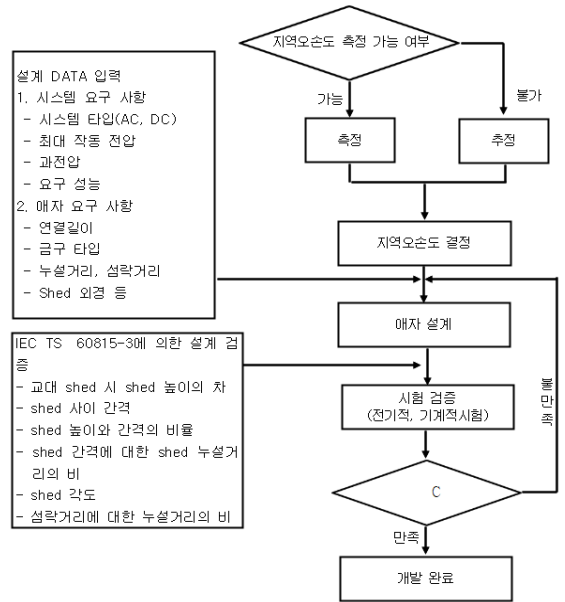 지역오손도 측정 가능 여부
가능
불가
측정
추정
지역오손도 결정
설계 DATA 입력
1. 시스템 요구 사항
- 시스템 타입(AC, DC)
- 최대 작동 전압
- 과전압
- 요구 성능
2. 애자 요구 사항
- 연결길이
- 금구 타입
- 누설거리, 섬락거리
- Shed 외경 등
애자 설계
IEC TS 60815-3에 의한 설계 검
증
- 교대 shed 시 shed 높이의 차
- shed 사이 간격
- shed 높이와 간격의 비율
- shed 간격에 대한 shed 누설거
리의 비
- shed 각도
- 섬락거리에 대한 누설거리의 비
시험 검증
(전기적, 기계적시험)
불만족
C
만족
개발 완료